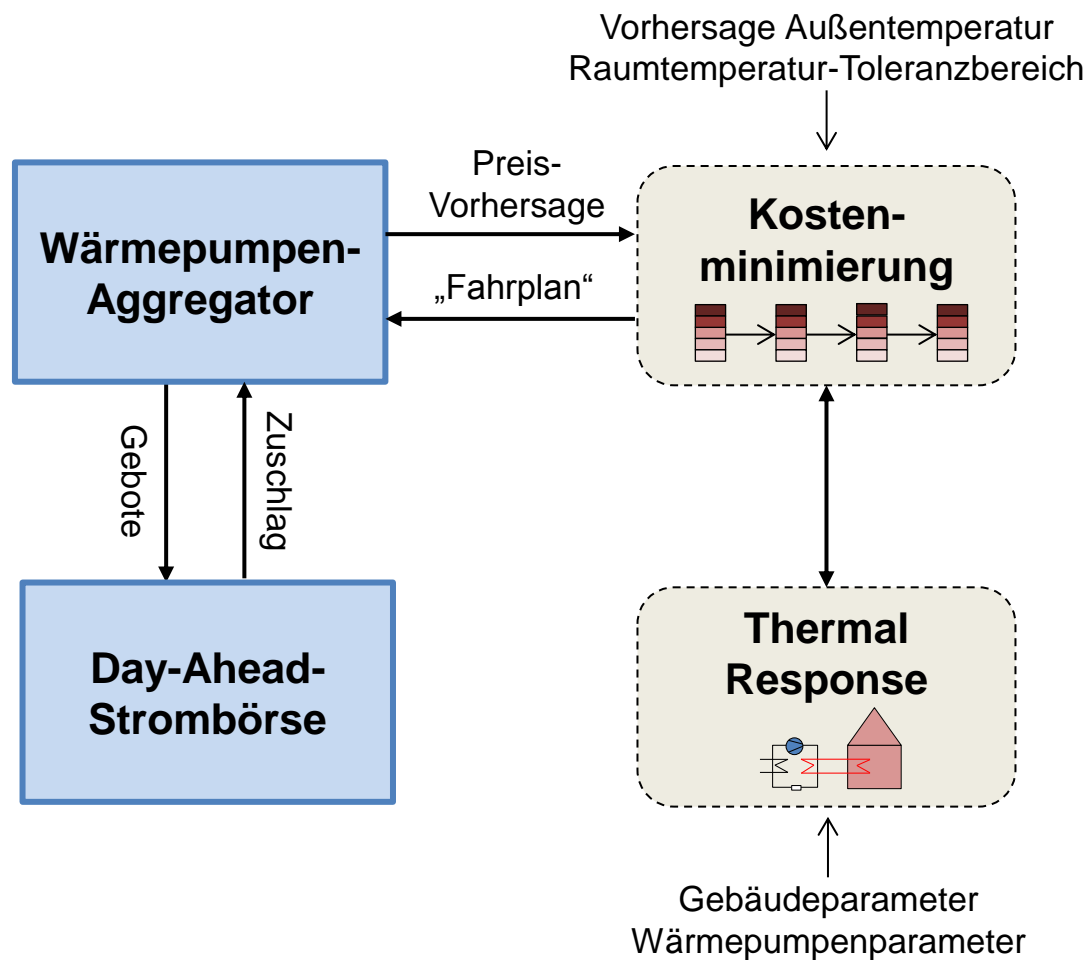 Vorhersage Außentemperatur
Raumtemperatur-Toleranzbereich
Preis-
Vorhersage
Wärmepumpen-
Aggregator
„Fahrplan“
Kosten-
minimierung
Gebote
Zuschlag
Day-Ahead-
Strombörse
Thermal
Response
Gebäudeparameter
Wärmepumpenparameter